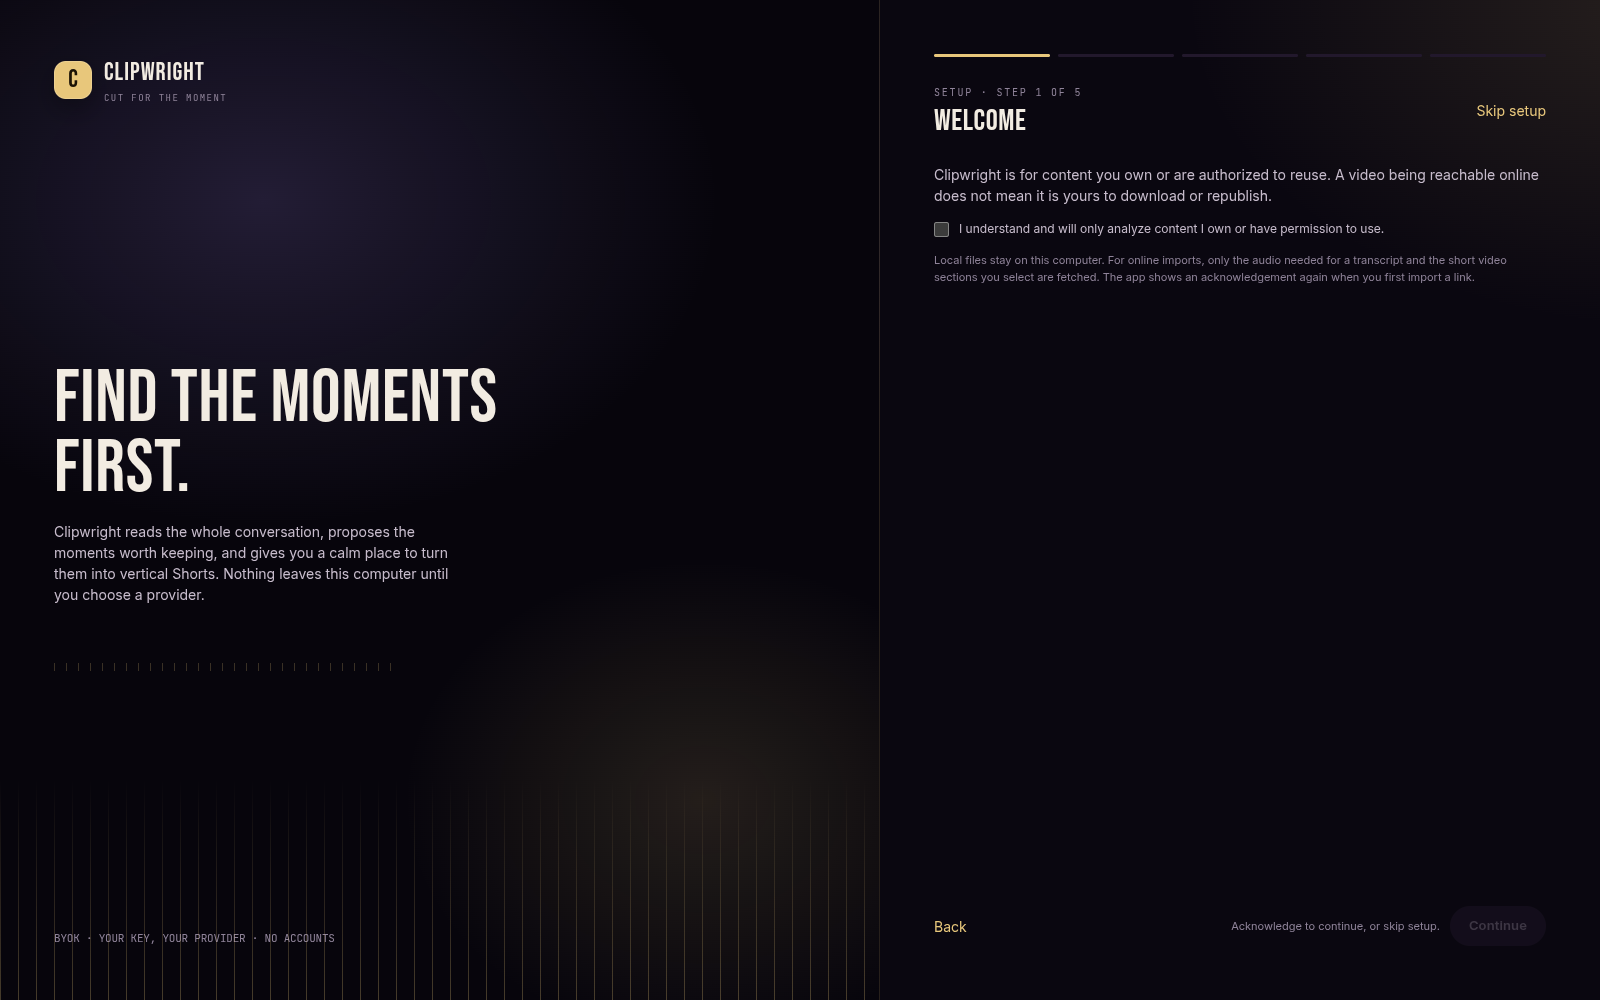 C
CLIPWRIGHT
CUT FOR THE MOMENT
FIND THE MOMENTS
FIRST.
Clipwright reads the whole conversation, proposes the
moments worth keeping, and gives you a calm place to turn
them into vertical Shorts. Nothing leaves this computer until
you choose a provider.
BYOK · YOUR KEY, YOUR PROVIDER · NO ACCOUNTS
SETUP · STEP 1 OF 5
WELCOME
Skip setup
Clipwright is for content you own or are authorized to reuse. A video being reachable online
does not mean it is yours to download or republish.
I understand and will only analyze content I own or have permission to use.
Local files stay on this computer. For online imports, only the audio needed for a transcript and the short video
sections you select are fetched. The app shows an acknowledgement again when you first import a link.
Back
Acknowledge to continue, or skip setup.
Continue